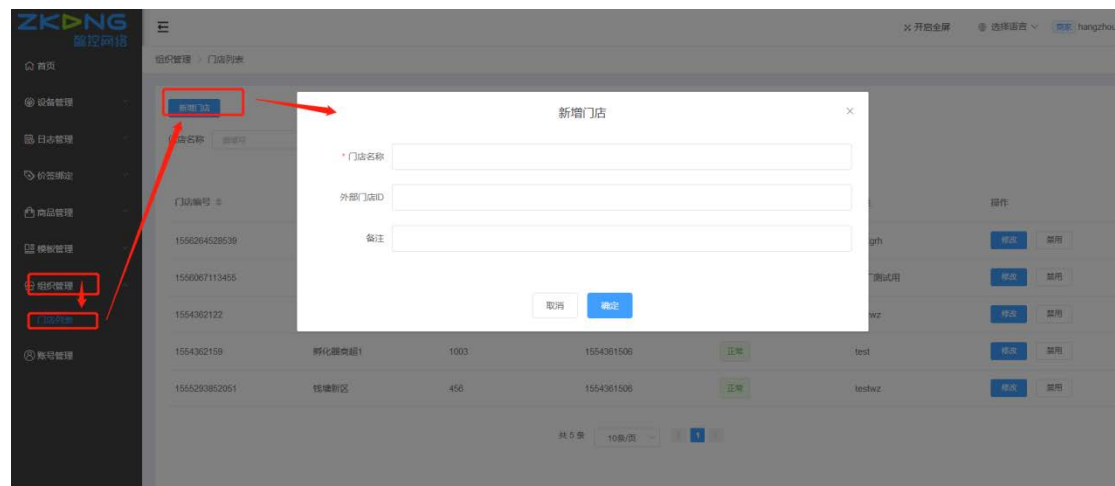 ZKDNG
智控网络
开启全屏
选择语言
商家 hangzhou
首页
组织管理 > 门店列表
设备管理
新增门店
日志管理
门店名称 请填写
价签绑定
商品管理
模板管理
组织管理
门店列表
账号管理
新增门店
* 门店名称
外部门店ID
备注
取消 确定
门店编号
操作
1556264528539
grh 修改 禁用
1556067113455
测试用 修改 禁用
1554362122
wz 修改 禁用
1554362159 孵化器商超1 1003 1554361506 正常 test 修改 禁用
1555293852051 钱塘新区 456 1554361506 正常 testwz 修改 禁用
共 5 条 10条/页 1